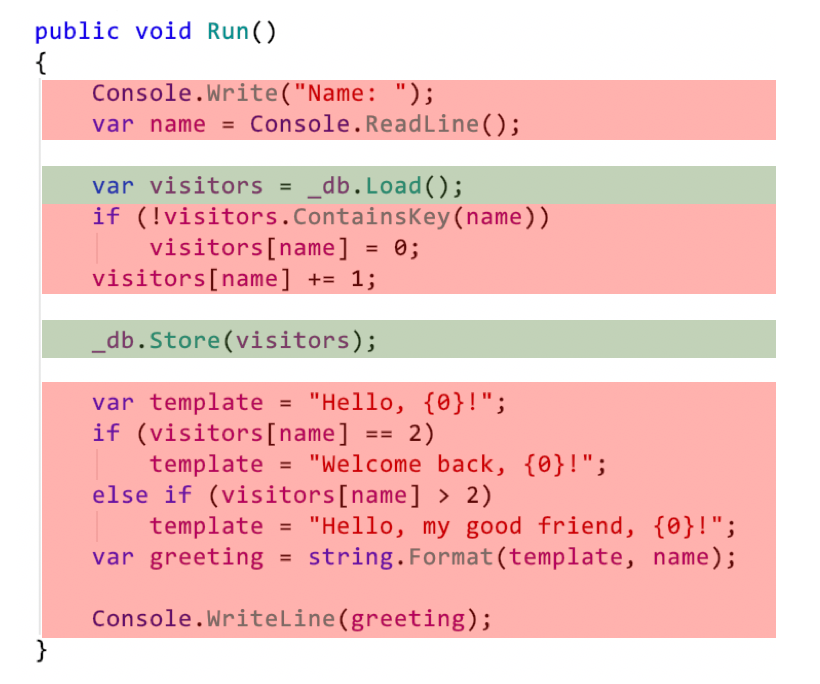 public void Run()
{
    Console.Write("Name: ");
    var name = Console.ReadLine();

    var visitors = _db.Load();
    if (!visitors.ContainsKey(name))
        visitors[name] = 0;
    visitors[name] += 1;

    _db.Store(visitors);

    var template = "Hello, {0}!";
    if (visitors[name] == 2)
        template = "Welcome back, {0}!";
    else if (visitors[name] > 2)
        template = "Hello, my good friend, {0}!";
    var greeting = string.Format(template, name);

    Console.WriteLine(greeting);
}